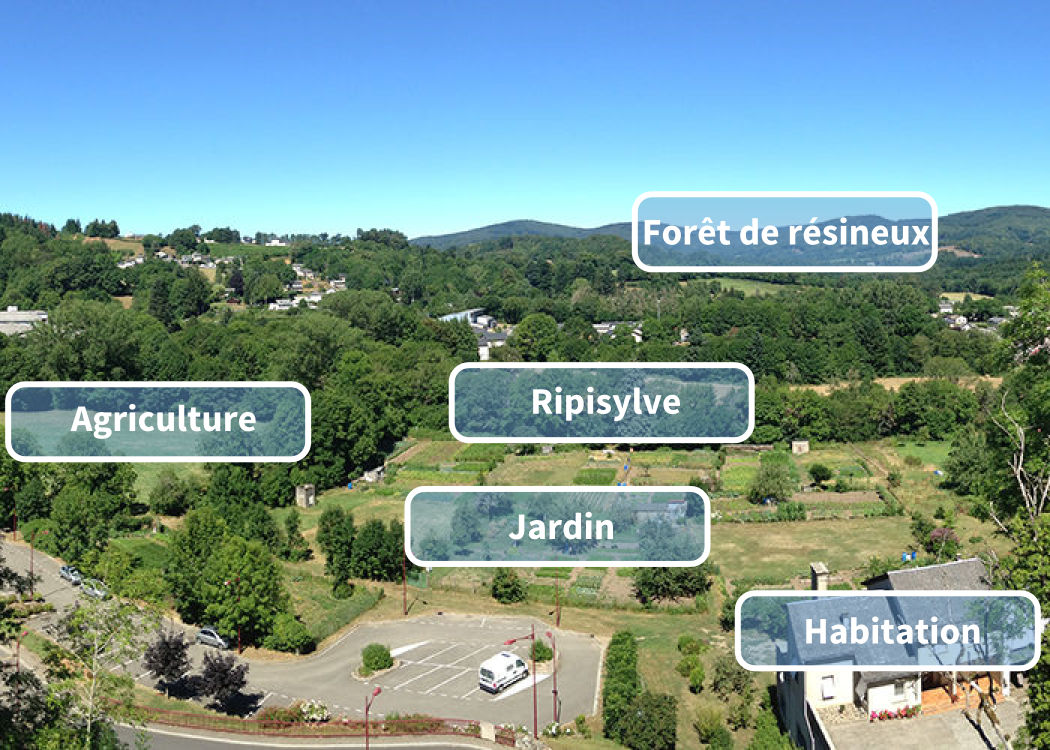 Forêt de résineux
Agriculture
Ripisylve
Jardin
Habitation